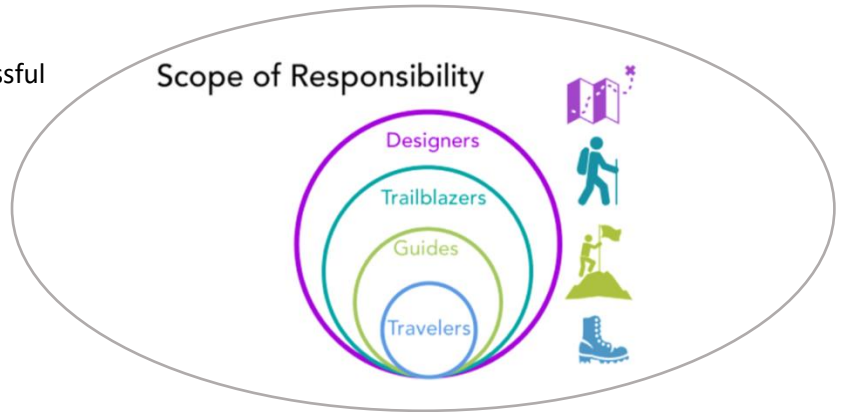 Scope of Responsibility
Designers
Trailblazers
Guides
Travelers